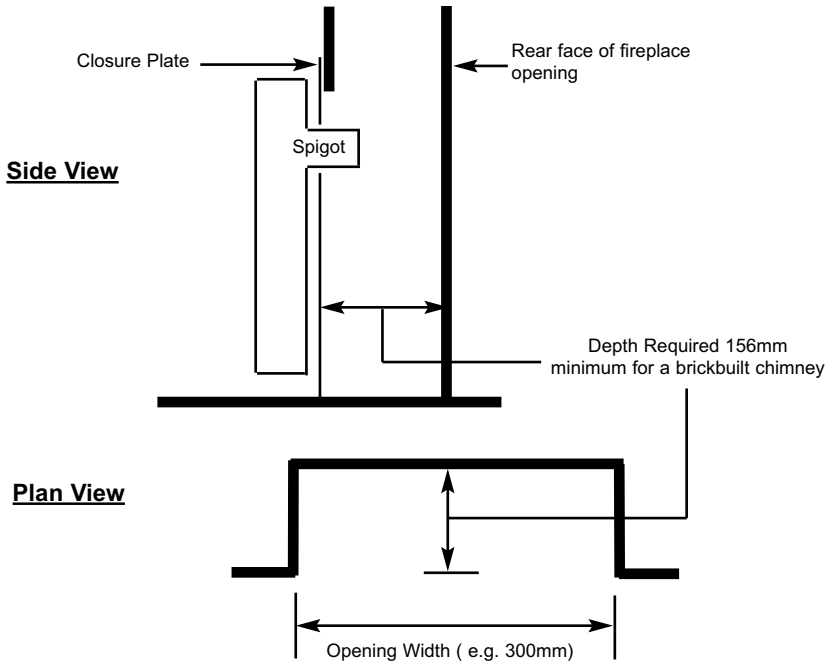 Closure Plate
Rear face of fireplace
opening
Spigot
Side View
Depth Required 156mm
minimum for a brickbuilt chimney
Plan View
Opening Width ( e.g. 300mm)